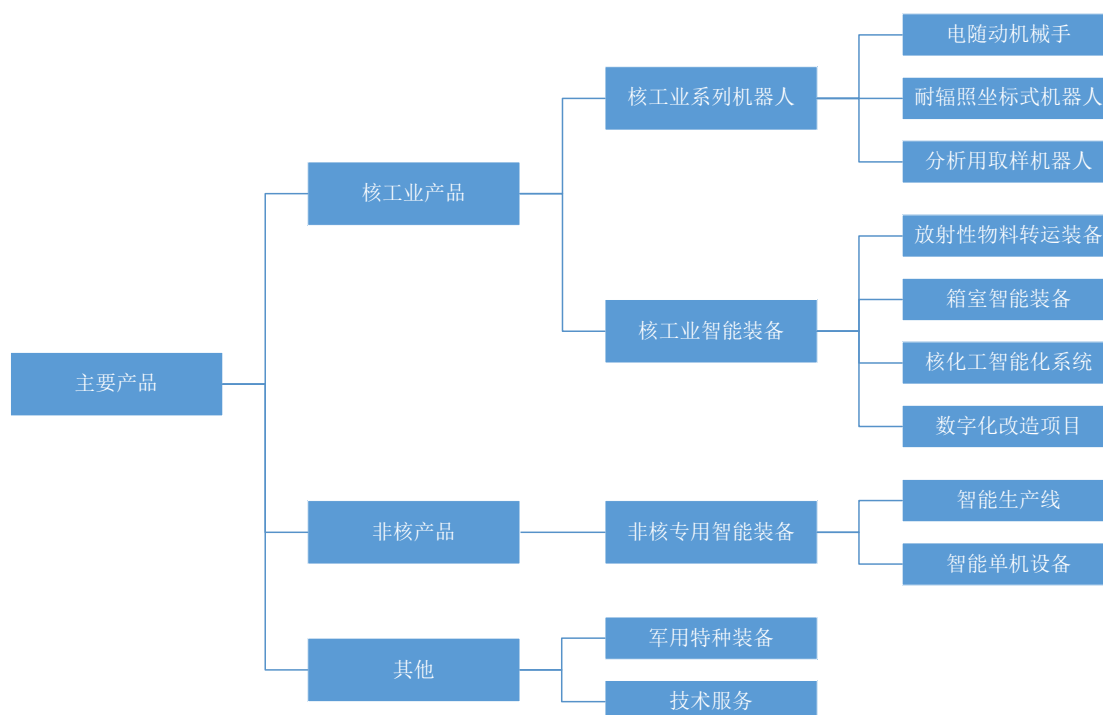 主要产品
核工业产品
核工业系列机器人
电随动机械手
耐辐照坐标式机器人
分析用取样机器人
核工业智能装备
放射性物料转运装备
箱室智能装备
核化工智能化系统
数字化改造项目
非核产品
非核专用智能装备
智能生产线
智能单机设备
其他
军用特种装备
技术服务